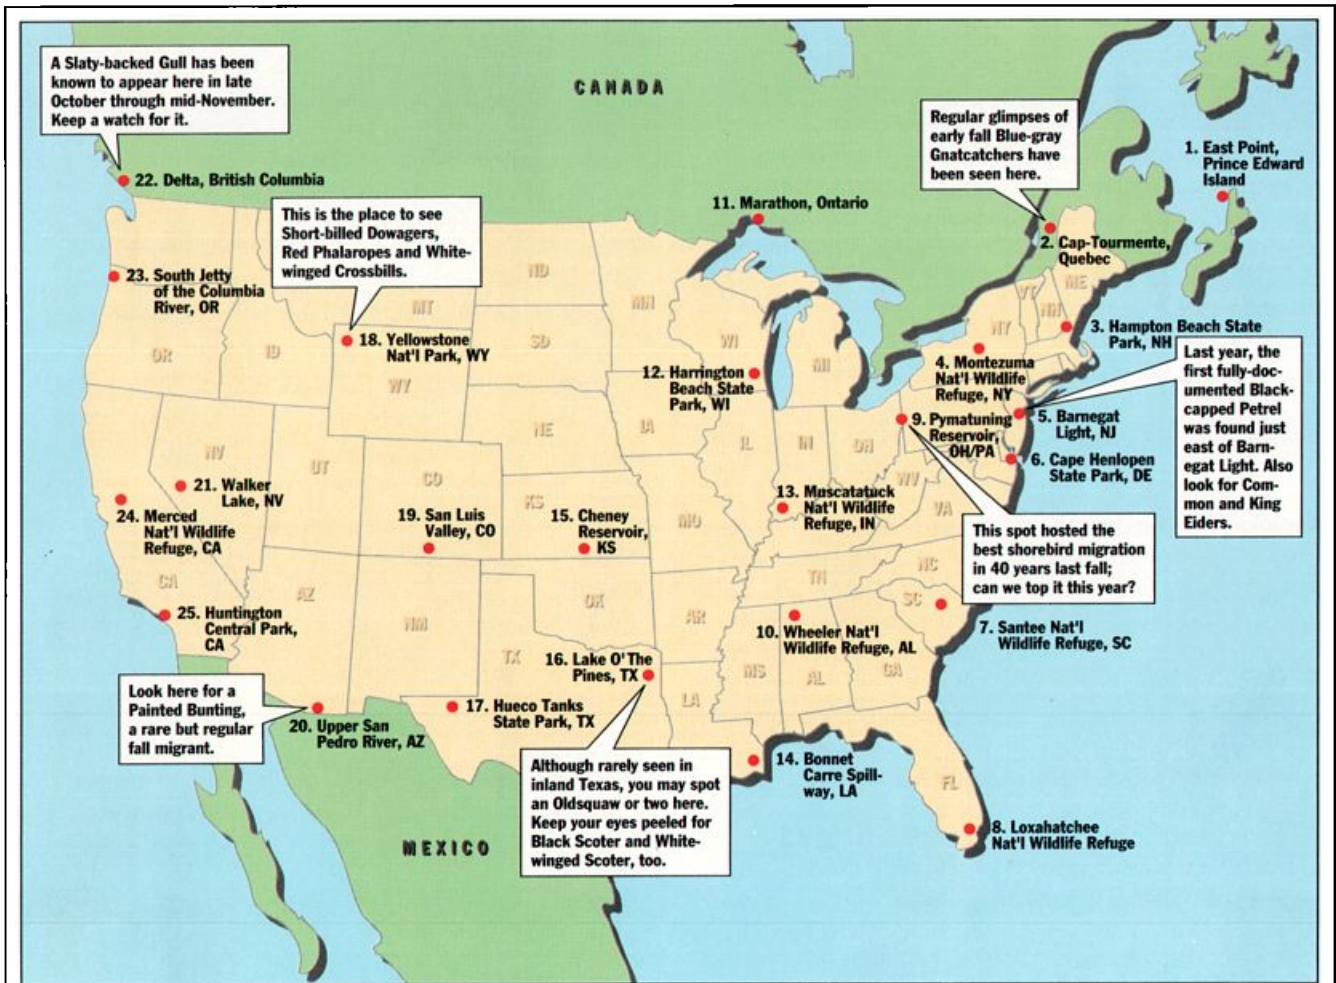 A Slaty-backed Gull has been
known to appear here in late
October through mid-November.
Keep a watch for it.
CANADA
Regular glimpses of
early fall Blue-gray
Gnatcatchers have
been seen here.
1. East Point,
Prince Edward
Island
22. Delta, British Columbia
This is the place to see
Short-billed Dowagers,
Red Phalaropes and White-
winged Crossbills.
11. Marathon, Ontario
2. Cap-Tourmente,
Quebec
23. South Jetty
of the Columbia
River, OR
ND
MT
MN
VT
ME
NH
NY
3. Hampton Beach State
Park, NH
18. Yellowstone
Nat'l Park, WY
OR
ID
SD
WI
MI
WY
12. Harrington
Beach State
Park, WI
4. Montezuma
Nat'l Wildlife
Refuge, NY
Last year, the
first fully-doc-
umented Black-
capped Petrel
was found just
east of Barn-
egat Light. Also
look for Com-
mon and King
Eiders.
5. Barnegat
Light, NJ
9. Pymatuning
Reservoir,
OH/PA
NE
IA
IL
IN
OH
NV
UT
CO
6. Cape Henlopen
State Park, DE
WV
VA
21. Walker
Lake, NV
24. Merced
Nat'l Wildlife
Refuge, CA
19. San Luis
Valley, CO
KS
15. Cheney
Reservoir,
KS
MO
13. Muscatatuck
Nat'l Wildlife
Refuge, IN
This spot hosted the
best shorebird migration
in 40 years last fall;
can we top it this year?
CA
AZ
NM
OK
AR
TN
NC
SC
25. Huntington
Central Park,
CA
10. Wheeler Nat'l
Wildlife Refuge, AL
7. Santee Nat'l
Wildlife Refuge, SC
TX
16. Lake O'The
Pines, TX
LA
MS
AL
GA
Look here for a
Painted Bunting,
a rare but regular
fall migrant.
20. Upper San
Pedro River, AZ
17. Hueco Tanks
State Park, TX
Although rarely seen in
inland Texas, you may spot
an Oldsquaw or two here.
Keep your eyes peeled for
Black Scoter and White-
winged Scoter, too.
14. Bonnet
Carre Spill-
way, LA
FL
8. Loxahatchee
Nat'l Wildlife Refuge
MEXICO